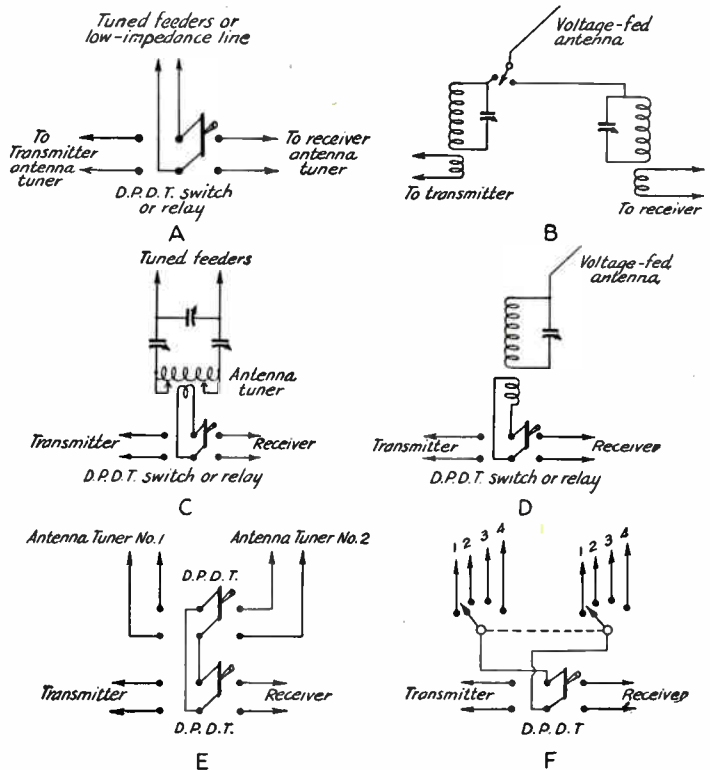 Tuned feeders or
low-impedance line
To
Transmitter
antenna
tuner
To receiver
antenna
tuner
D.P.D.T. switch
or relay
A
Voltage-fed
antenna
To transmitter
To receiver
B
Tuned feeders
Antenna
tuner
Transmitter
Receiver
D.P.D.T. switch or relay
C
Voltage-fed
antenna
Transmitter
Receiver
D.P.D.T. switch or relay
D
Antenna Tuner No.1
Antenna Tuner No.2
D.P.D.T.
Transmitter
Receiver
D.P.D.T.
E
1 2 3 4
1 2 3 4
Transmitter
Receiver
D.P.D.T
F